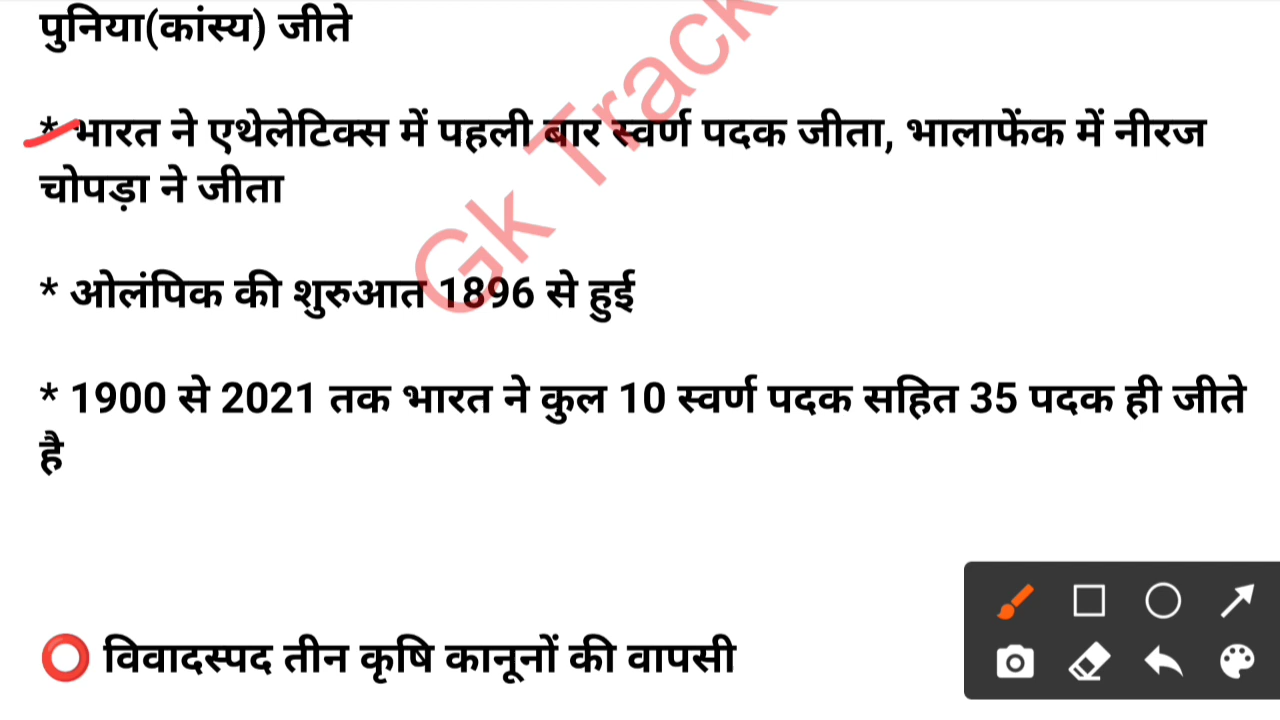 पुनिया(कांस्य) जीते
* भारत ने एथेलेटिक्स में पहली बार स्वर्ण पदक जीता, भालाफेंक में नीरज
चोपड़ा ने जीता
* ओलंपिक की शुरुआत 1896 से हुई
* 1900 से 2021 तक भारत ने कुल 10 स्वर्ण पदक सहित 35 पदक ही जीते
है
⭕ विवादस्पद तीन कृषि कानूनों की वापसी
Gk Track